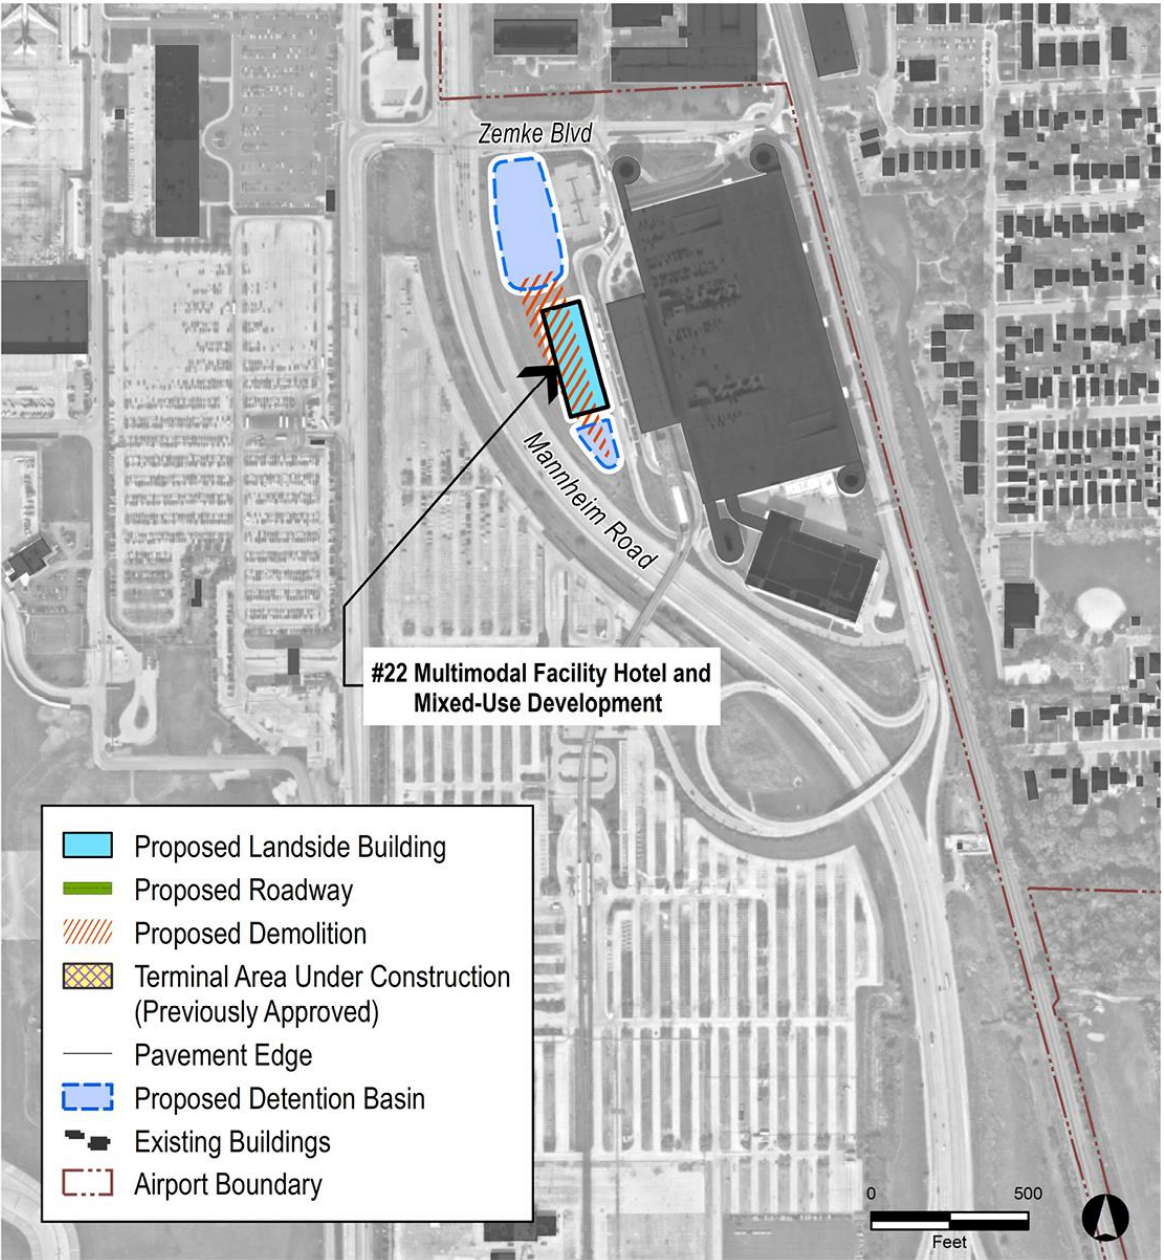 Zemke Blvd
Mannheim Road
#22 Multimodal Facility Hotel and
Mixed-Use Development
Proposed Landside Building
Proposed Roadway
Proposed Demolition
Terminal Area Under Construction
(Previously Approved)
Pavement Edge
Proposed Detention Basin
Existing Buildings
Airport Boundary
0 500
Feet